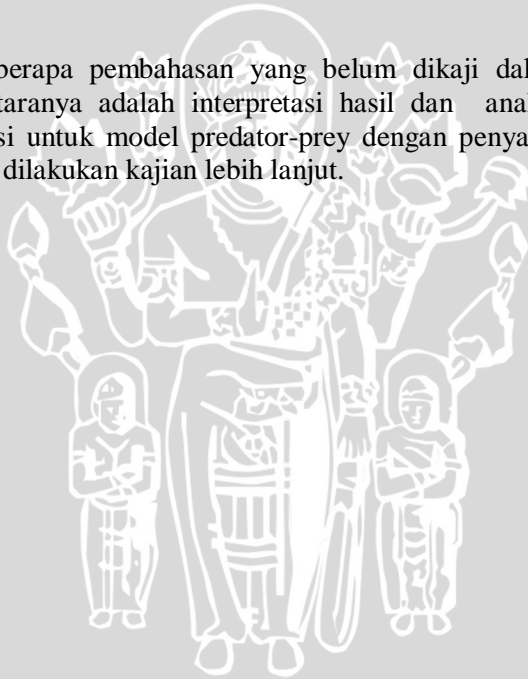 berapa pembahasan yang belum dikaji dal
taranya adalah interpretasi hasil dan anal
si untuk model predator-prey dengan penya
dilakukan kajian lebih lanjut.